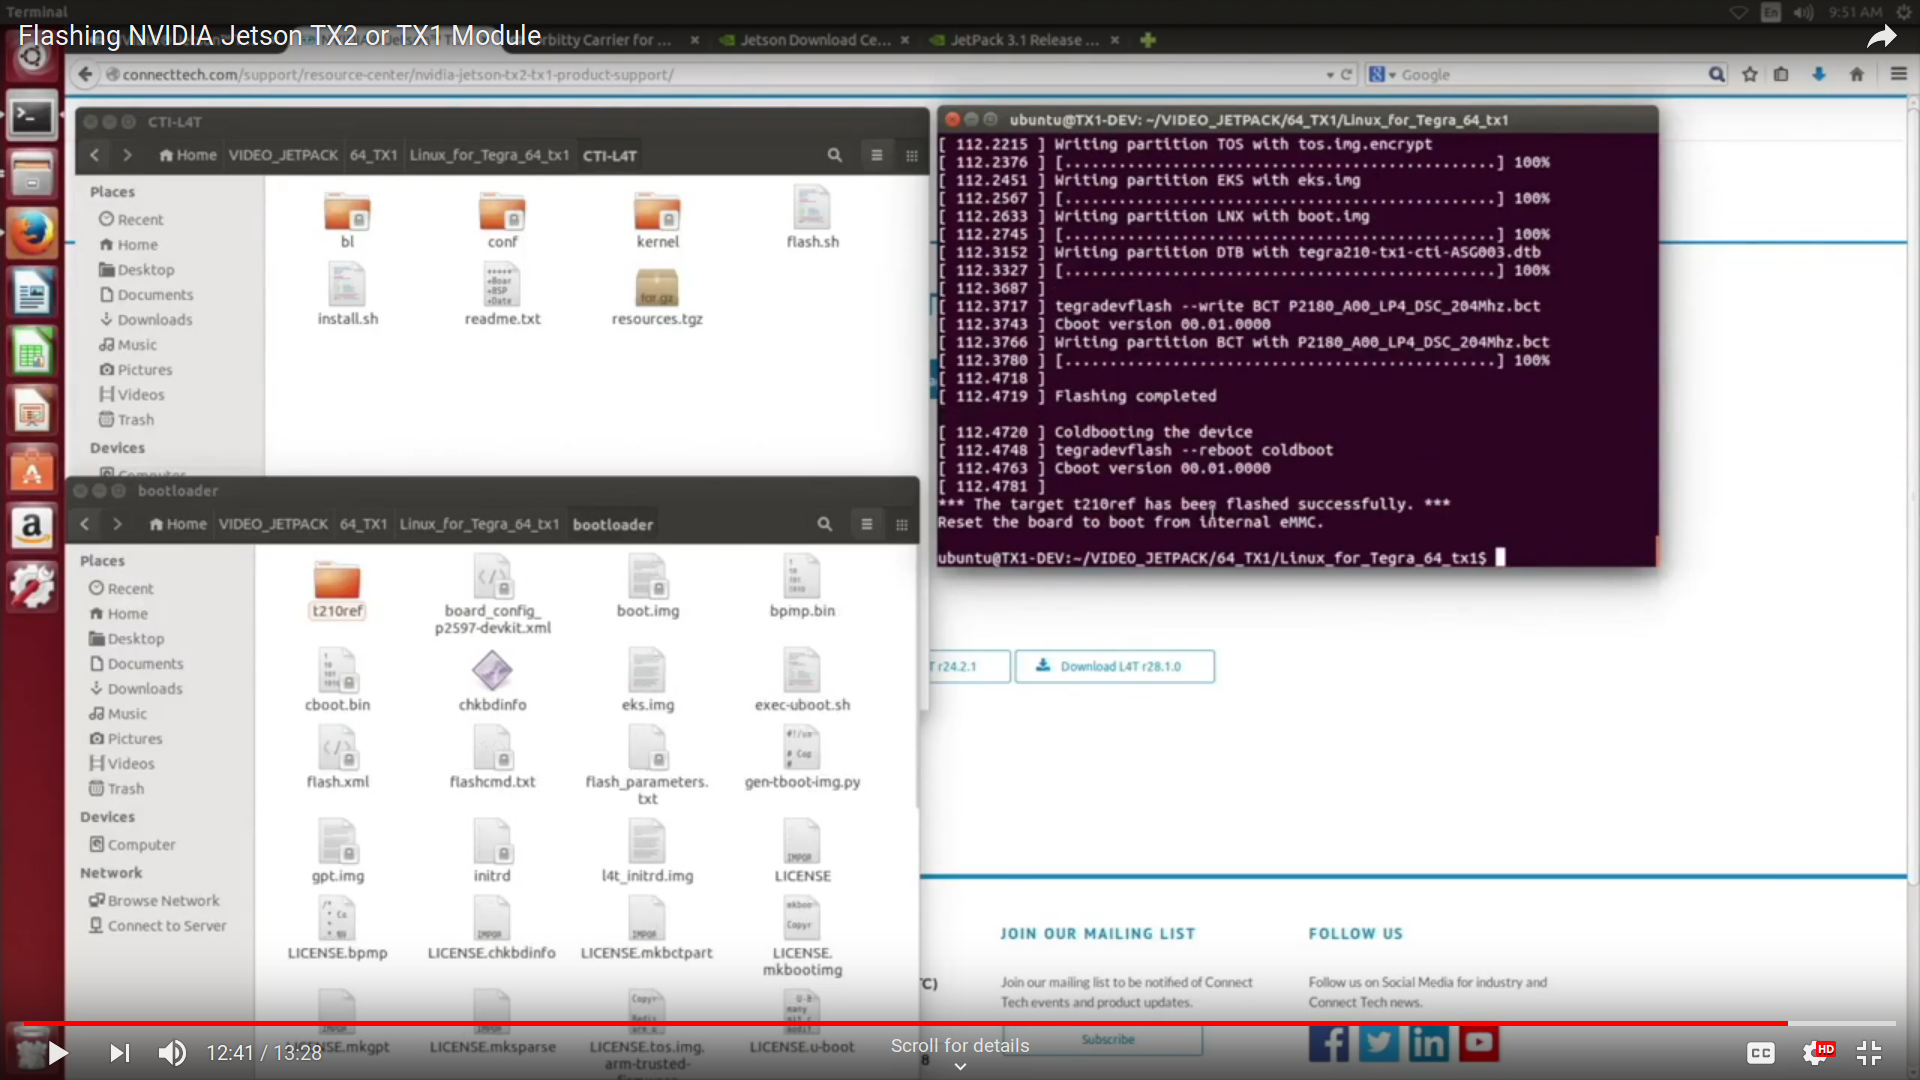 Terminal
En
9:51 AM
Flashing NVIDIA Jetson TX2 or TX1 Module
orbitty Carrier for ...
Jetson Download Ce...
JetPack 3.1 Release ...
connecttech.com/support/resource-center/nvidia-jetson-tx2-tx1-product-support/
Google
CTI-L4T
Home VIDEO_JETPACK 64_TX1 Linux_for_Tegra_64_tx1 CTI-L4T
Places
Recent
Home
Desktop
Documents
Downloads
Music
Pictures
Videos
Trash
Devices
Computer
bl
conf
kernel
flash.sh
install.sh
readme.txt
resources.tgz
ubuntu@TX1-DEV: ~/VIDEO_JETPACK/64_TX1/Linux_for_Tegra_64_tx1
[ 112.2215 ] Writing partition TOS with tos.img.encrypt
[ 112.2376 ] [................................................] 100%
[ 112.2451 ] Writing partition EKS with eks.img
[ 112.2567 ] [................................................] 100%
[ 112.2633 ] Writing partition LNX with boot.img
[ 112.2745 ] [................................................] 100%
[ 112.3152 ] Writing partition DTB with tegra210-tx1-cti-ASG003.dtb
[ 112.3327 ] [................................................] 100%
[ 112.3687 ]
[ 112.3717 ] tegradevflash --write BCT P2180_A00_LP4_DSC_204Mhz.bct
[ 112.3743 ] Cboot version 00.01.0000
[ 112.3766 ] Writing partition BCT with P2180_A00_LP4_DSC_204Mhz.bct
[ 112.3780 ] [................................................] 100%
[ 112.4718 ]
[ 112.4719 ] Flashing completed
[ 112.4720 ] Coldbooting the device
[ 112.4748 ] tegradevflash --reboot coldboot
[ 112.4763 ] Cboot version 00.01.0000
[ 112.4781 ]
*** The target t210ref has been flashed successfully. ***
Reset the board to boot from internal eMMC.
ubuntu@TX1-DEV:~/VIDEO_JETPACK/64_TX1/Linux_for_Tegra_64_tx1$
bootloader
Home VIDEO_JETPACK 64_TX1 Linux_for_Tegra_64_tx1 bootloader
Places
Recent
Home
Desktop
Documents
Downloads
Music
Pictures
Videos
Trash
Devices
Computer
Network
Browse Network
Connect to Server
t210ref
board_config_
p2597-devkit.xml
boot.img
bpmp.bin
cboot.bin
chkbdinfo
eks.img
exec-uboot.sh
flash.xml
flashcmd.txt
flash_parameters.
txt
gen-tboot-img.py
gpt.img
initrd
l4t_initrd.img
LICENSE
LICENSE.bpmp
LICENSE.chkbdinfo
LICENSE.mkbctpart
LICENSE.
mkbootimg
LICENSE.mkgpt
LICENSE.mksparse
LICENSE.tos.img.
arm-trusted-
LICENSE.u-boot
T r24.2.1
Download L4T r28.1.0
JOIN OUR MAILING LIST
Join our mailing list to be notified of Connect
Tech events and product updates.
Subscribe
FOLLOW US
Follow us on Social Media for industry and
Connect Tech news.
12:41 / 13:28
Scroll for details
CC
HD